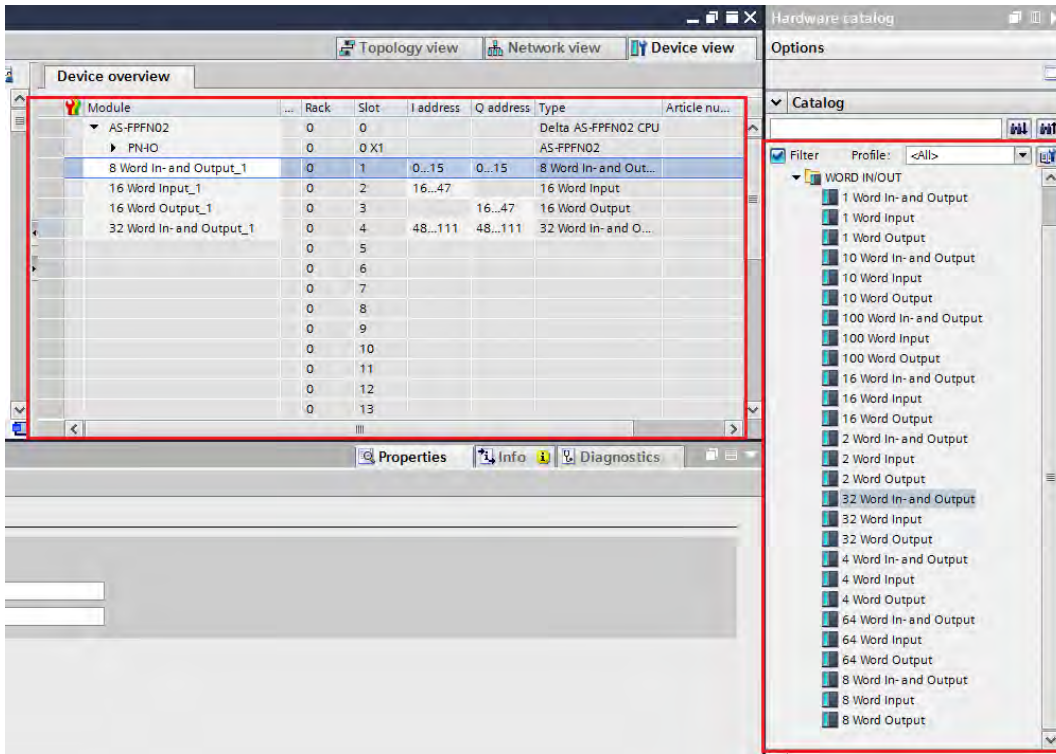 Hardware catalog
Topology view Network view Device view Options
Device overview
Catalog
Module ... Rack Slot I address Q address Type Article nu...
AS-FPFN02 0 0 Delta AS-FPFN02 CPU
PN-IO 0 0 X1 AS-FPFN02
8 Word In- and Output_1 0 1 0...15 0...15 8 Word In- and Out...
16 Word Input_1 0 2 16...47 16 Word Input
16 Word Output_1 0 3 16...47 16 Word Output
32 Word In- and Output_1 0 4 48...111 48...111 32 Word In- and O...
0 5
0 6
0 7
0 8
0 9
0 10
0 11
0 12
0 13
Properties Info Diagnostics
Filter Profile: <All>
WORD IN/OUT
1 Word In- and Output
1 Word Input
1 Word Output
10 Word In- and Output
10 Word Input
10 Word Output
100 Word In- and Output
100 Word Input
100 Word Output
16 Word In- and Output
16 Word Input
16 Word Output
2 Word In- and Output
2 Word Input
2 Word Output
32 Word In- and Output
32 Word Input
32 Word Output
4 Word In- and Output
4 Word Input
4 Word Output
64 Word In- and Output
64 Word Input
64 Word Output
8 Word In- and Output
8 Word Input
8 Word Output